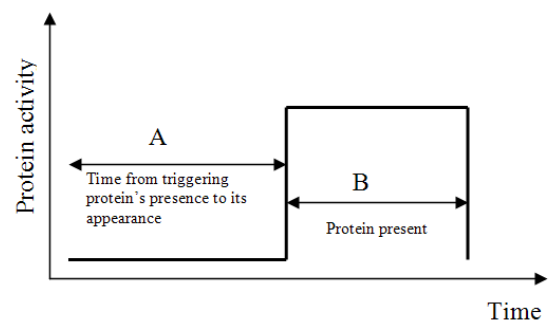 Protein activity
A
Time from triggering
protein's presence to its
appearance
B
Protein present
Time